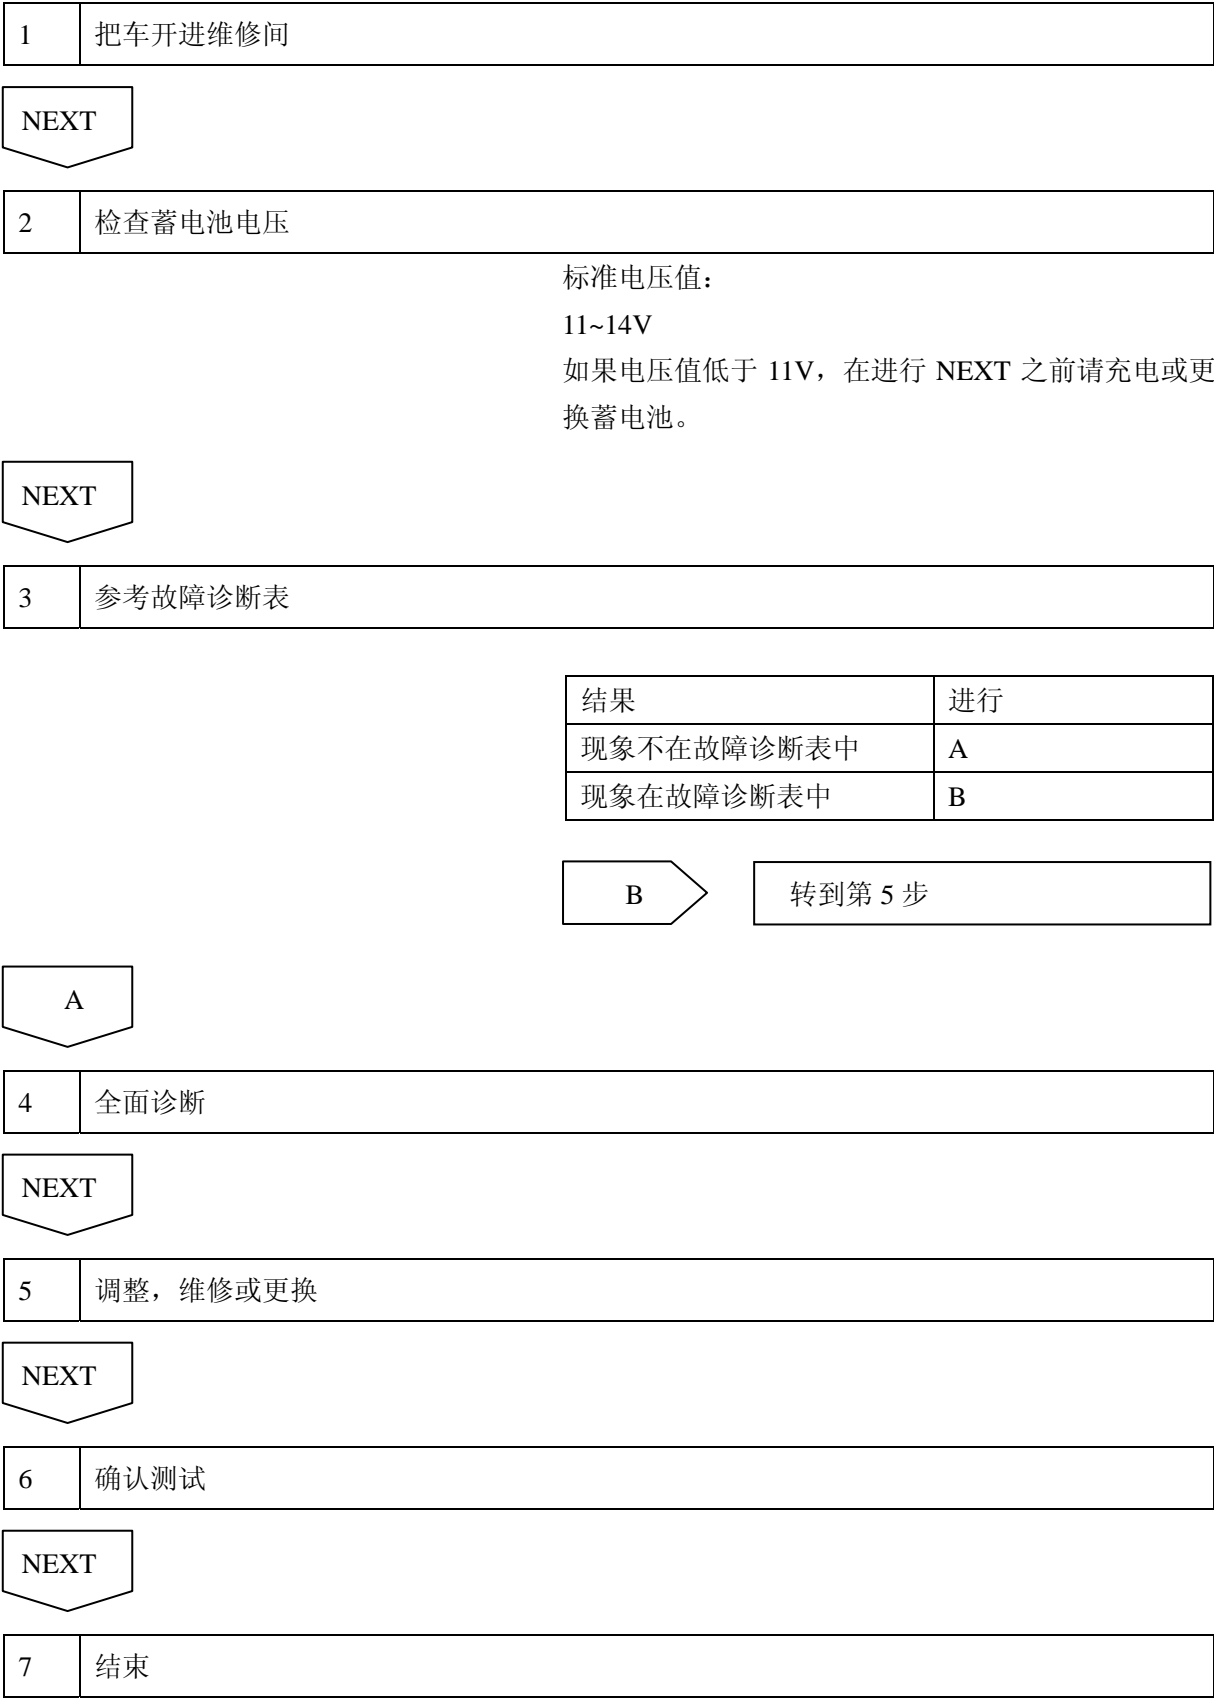 1 把车开进维修间
NEXT
2 检查蓄电池电压
标准电压值：
11~14V
如果电压值低于 11V，在进行 NEXT 之前请充电或更
换蓄电池。
NEXT
3 参考故障诊断表
结果 进行
现象不在故障诊断表中 A
现象在故障诊断表中 B
B 转到第 5 步
A
4 全面诊断
NEXT
5 调整，维修或更换
NEXT
6 确认测试
NEXT
7 结束